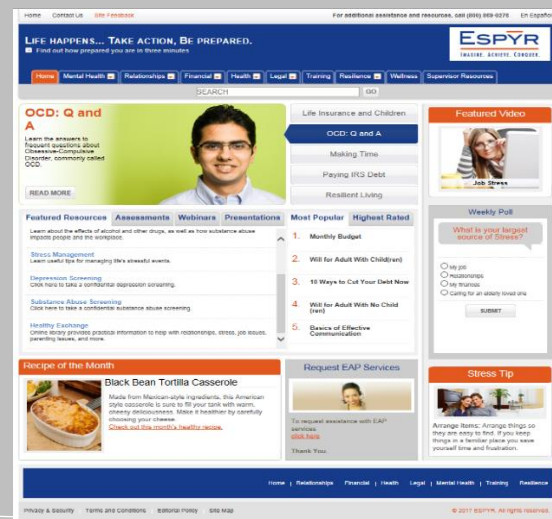 Home Contact Us Site Feedback
For additional assistance and resources, call (800) 869-0276 En Español
LIFE HAPPENS... TAKE ACTION, BE PREPARED.
Find out how prepared you are in three minutes
ESPYR
IMAGINE. ACHIEVE. CONQUER.
Home Mental Health Relationships Financial Health Legal Training Resilience Wellness Supervisor Resources
SEARCH GO
OCD: Q and
A
Learn the answers to
frequent questions about
Obsessive-Compulsive
Disorder, commonly called
OCD.
READ MORE
Life Insurance and Children
OCD: Q and A
Making Time
Paying IRS Debt
Resilient Living
Featured Video
Job Stress
Featured Resources Assessments Webinars Presentations
Learn about the effects of alcohol and other drugs, as well as how substance abuse
impacts people and the workplace.
Stress Management
Learn useful tips for managing life's stressful events.
Depression Screening
Click here to take a confidential depression screening.
Substance Abuse Screening
Click here to take a confidential substance abuse screening.
Healthy Exchange
Online library provides practical information to help with relationships, stress, job issues,
parenting issues, and more.
Most Popular Highest Rated
1. Monthly Budget
2. Will for Adult With Child(ren)
3. 10 Ways to Cut Your Debt Now
4. Will for Adult With No Child
(ren)
5. Basics of Effective
Communication
Weekly Poll
What is your largest
source of Stress?
My job
Relationships
My finances
Caring for an elderly loved one
SUBMIT
Recipe of the Month
Black Bean Tortilla Casserole
Made from Mexican-style ingredients, this American
style casserole is sure to fill your tank with warm,
cheesy deliciousness. Make it healthier by carefully
choosing your cheese.
Check out this month's healthy recipe.
Request EAP Services
To request assistance with EAP
services
click here
Thank You.
Stress Tip
Arrange items: Arrange things so
they are easy to find. If you keep
things in a familiar place you save
yourself time and frustration.
Home | Relationships Financial | Health Legal | Mental Health | Training Resilience
Privacy & Security Terms and Conditions Editorial Policy Site Map
© 2017 ESPYR. All rights reserved.